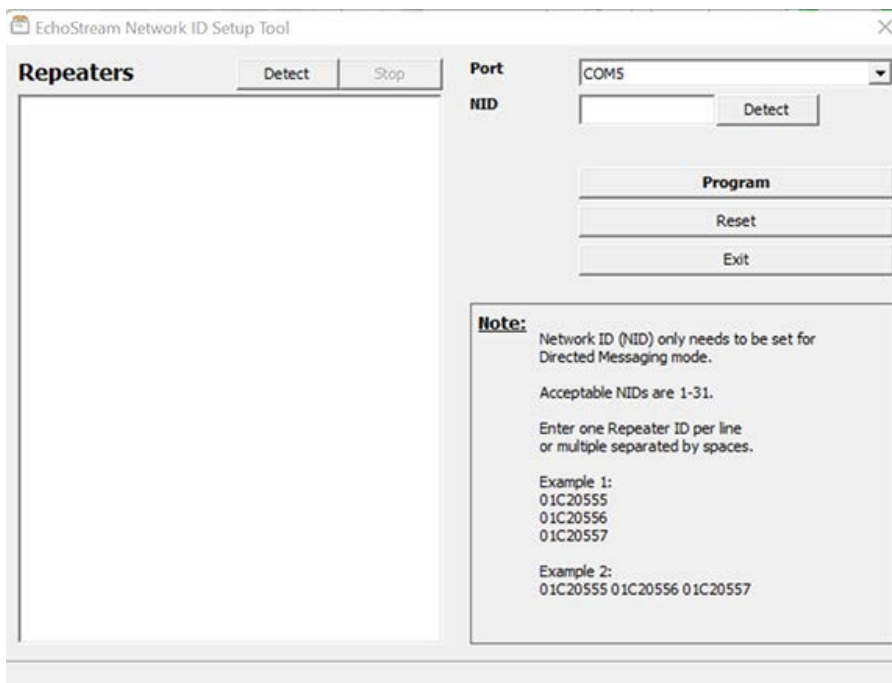 EchoStream Network ID Setup Tool
Repeaters
Detect
Stop
Port
COM5
NID
Detect
Program
Reset
Exit
Note:
Network ID (NID) only needs to be set for
Directed Messaging mode.
Acceptable NIDs are 1-31.
Enter one Repeater ID per line
or multiple separated by spaces.
Example 1:
01C20555
01C20556
01C20557
Example 2:
01C20555 01C20556 01C20557